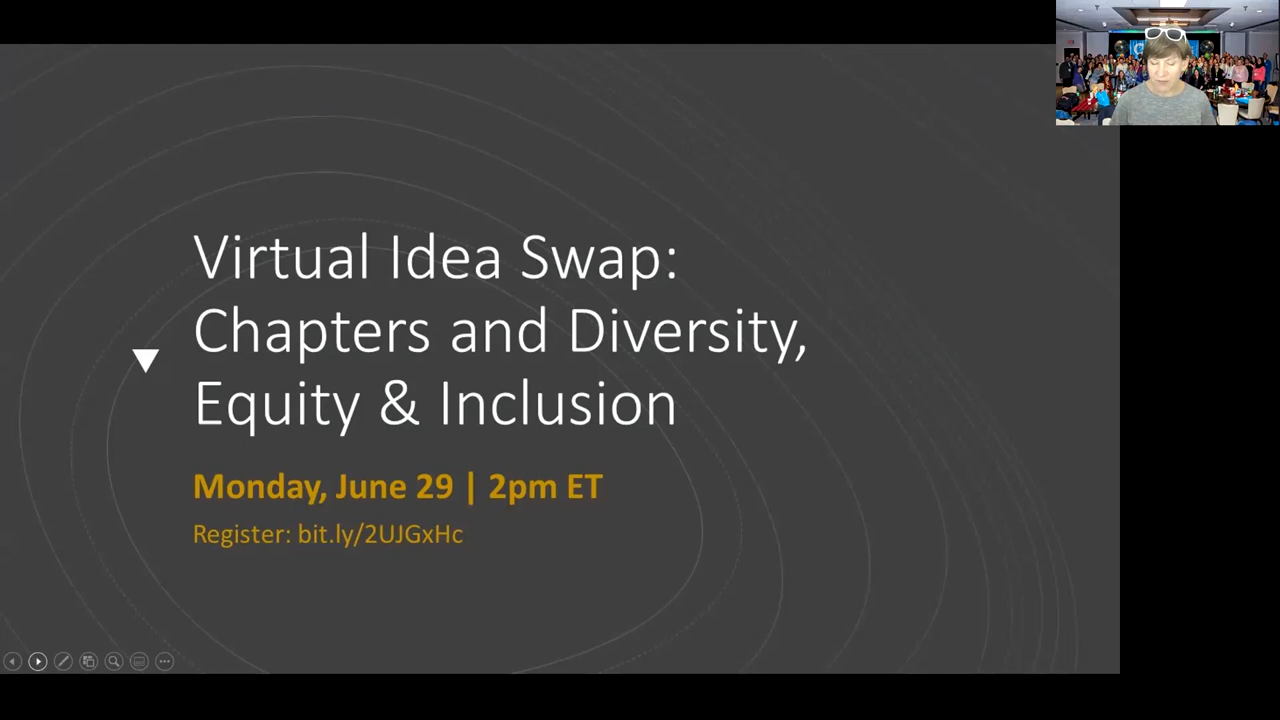 Virtual Idea Swap:
Chapters and Diversity,
Equity & Inclusion
Monday, June 29 | 2pm ET
Register: bit.ly/2UJGxHc